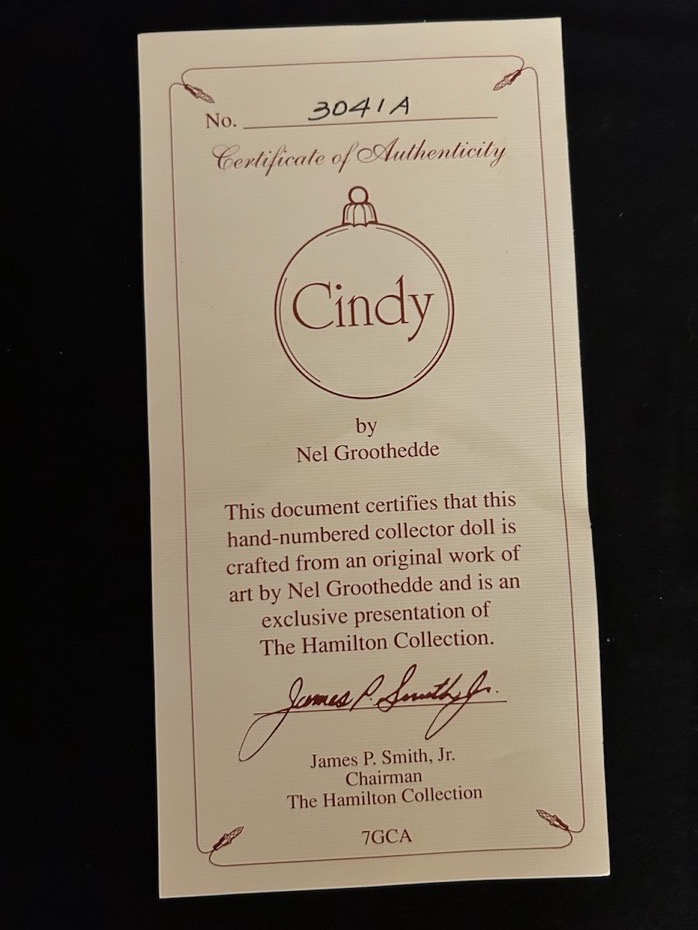 No. 3041A
Certificate of Authenticity
Cindy
by
Nel Groothedde
This document certifies that this
hand-numbered collector doll is
crafted from an original work of
art by Nel Groothedde and is an
exclusive presentation of
The Hamilton Collection.
James P. Smith, Jr.
James P. Smith, Jr.
Chairman
The Hamilton Collection
7GCA